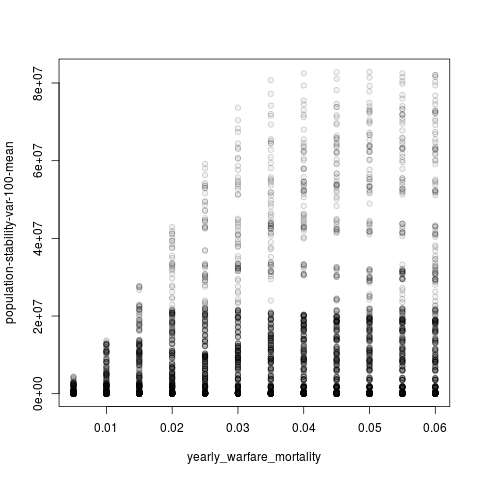 population-stability-var-100-mean
8e+07
6e+07
4e+07
2e+07
0e+00
0.01 0.02 0.03 0.04 0.05 0.06
yearly_warfare_mortality